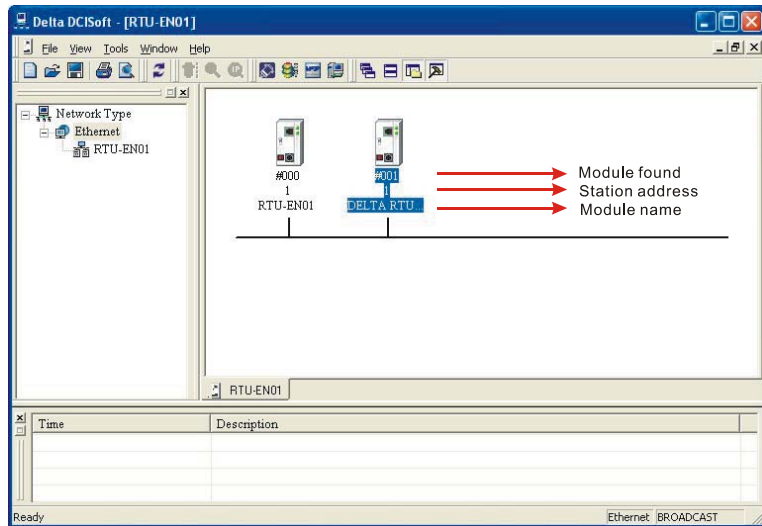 Delta DCISoft - [RTU-EN01]
File View Tools Window Help
Network Type
Ethernet
RTU-EN01
#000
1
RTU-EN01
#001
1
DELTA RTU...
Module found
Station address
Module name
RTU-EN01
Time Description
Ready Ethernet BROADCAST